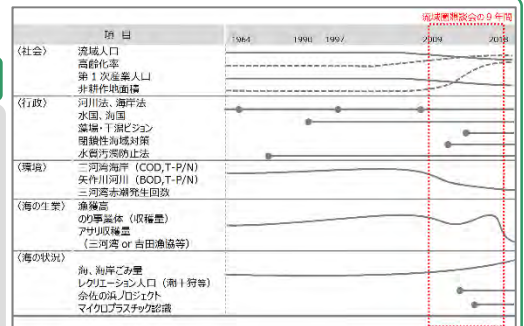 流域圏懇談会の9年間
項目 1964 1990 1997 2009 2018
〈社会〉 流域人口
高齢化率
第1次産業人口
非耕作地面積
〈行政〉 河川法、海岸法
水国、海国
藻場・干潟ビジョン
閉鎖性海域対策
水質汚濁防止法
〈環境〉 三河湾海岸（COD,T-P/N）
矢作川河川（BOD,T-P/N）
三河湾赤潮発生回数
〈海の生業〉 漁獲高
のり事業体（収穫量）
アサリ収穫量
（三河湾 or 吉田漁協等）
〈海の状況〉
海、海岸ごみ量
レクリエーション人口（潮干狩等）
奈佐の浜プロジェクト
マイクロプラスチック認識